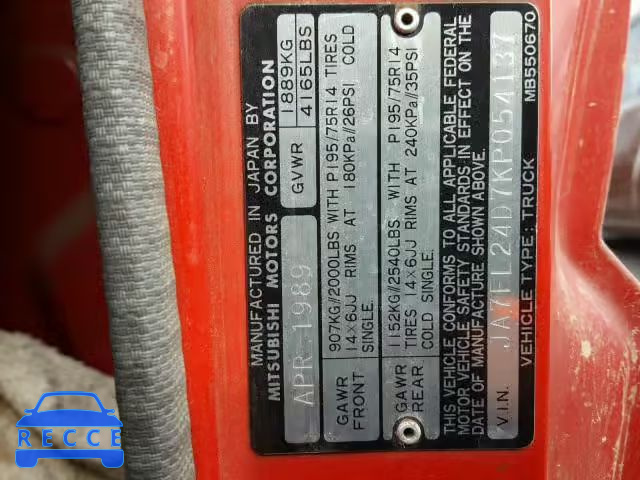 MANUFACTURED IN JAPAN BY
MITSUBISHI MOTORS CORPORATION
APR. 1989
GVWR
1889KG
4165LBS
GAWR FRONT
907KG//2000LBS WITH P195/75R14 TIRES
14×6JJ RIMS AT 180KPa//26PSI COLD
SINGLE.
GAWR REAR
1152KG//2540LBS. WITH P195/75R14
TIRES 14×6JJ RIMS AT 240KPa//35PSI
COLD SINGLE.
THIS VEHICLE CONFORMS TO ALL APPLICABLE FEDERAL
MOTOR VEHICLE SAFETY STANDARDS IN EFFECT ON THE
DATE OF MANUFACTURE SHOWN ABOVE.
V.I.N. JA7FL24D7KP054137
VEHICLE TYPE: TRUCK
MB550670
RECCE